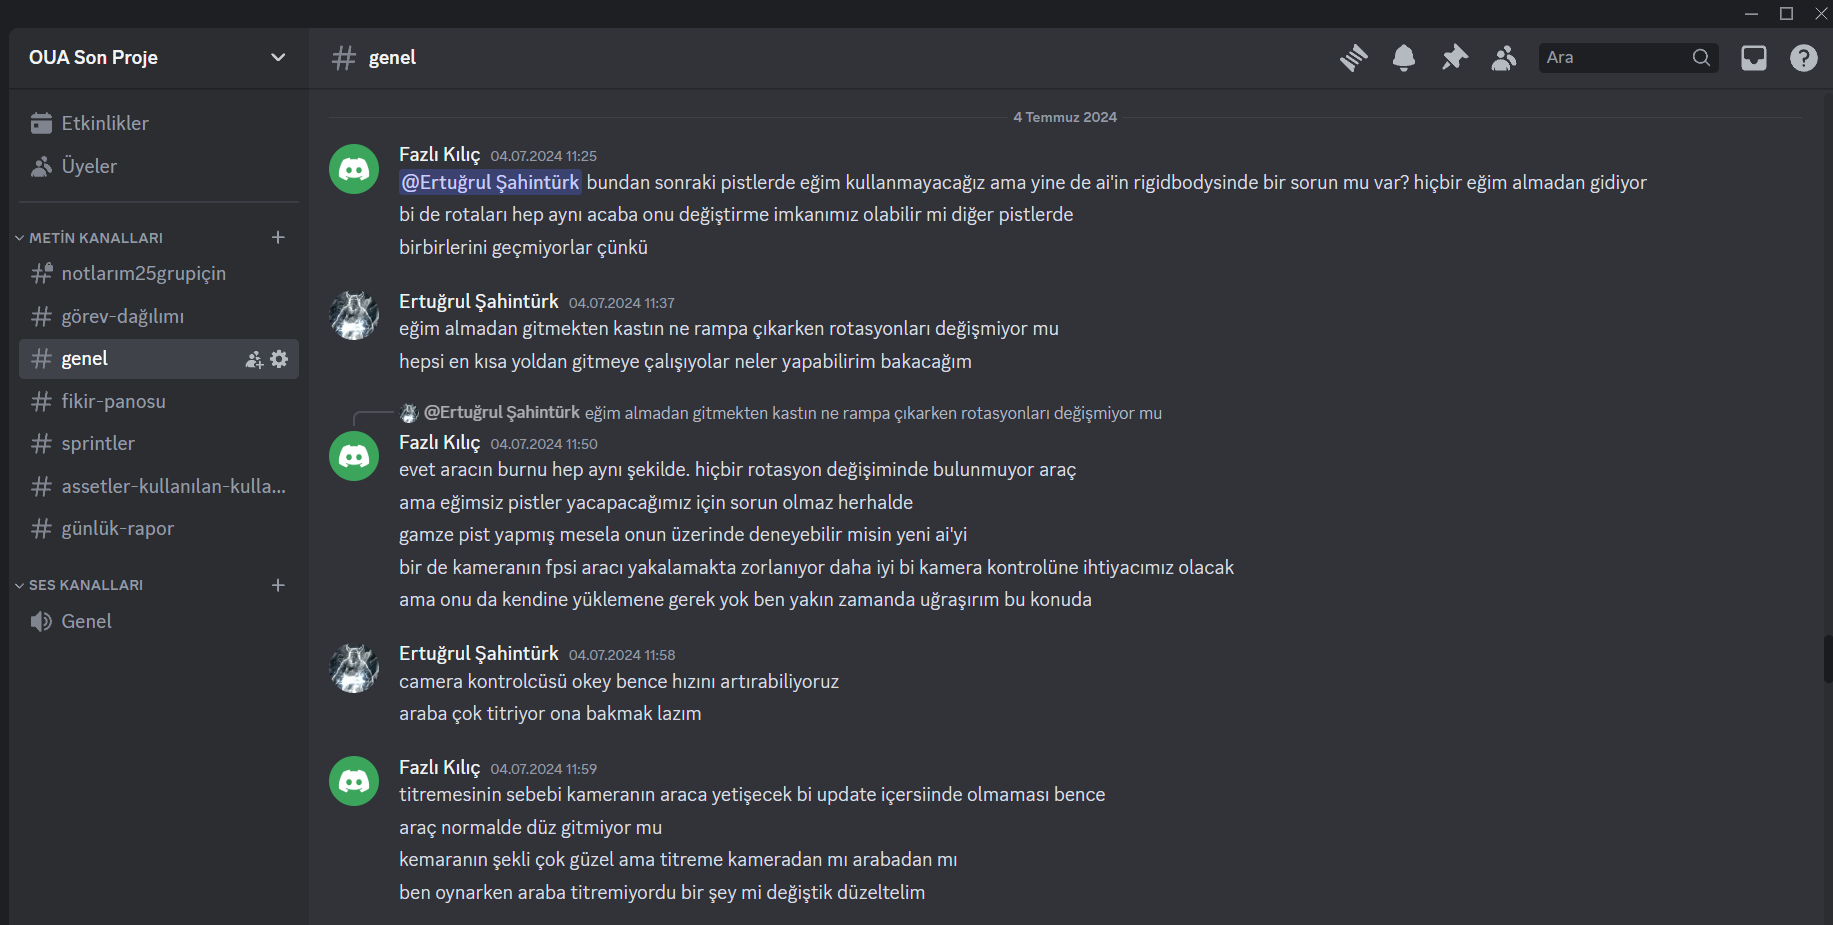 OUA Son Proje
Etkinlikler
Üyeler
METİN KANALLARI
notlarım25grupiçin
görev-dağılımı
genel
fikir-panosu
sprintler
assetler-kullanılan-kulla...
günlük-rapor
SES KANALLARI
Genel
genel
Ara
4 Temmuz 2024
Fazlı Kılıç 04.07.2024 11:25
@Ertuğrul Şahintürk bundan sonraki pistlerde eğim kullanmayacağız ama yine de ai'in rigidbodysinde bir sorun mu var? hiçbir eğim almadan gidiyor
bi de rotaları hep aynı acaba onu değiştirme imkanımız olabilir mi diğer pistlerde
birbirlerini geçmiyorlar çünkü
Ertuğrul Şahintürk 04.07.2024 11:37
eğim almadan gitmekten kastın ne rampa çıkarken rotasyonları değişmiyor mu
hepsi en kısa yoldan gitmeye çalışıyolar neler yapabilirim bakacağım
@Ertuğrul Şahintürk eğim almadan gitmekten kastın ne rampa çıkarken rotasyonları değişmiyor mu
Fazlı Kılıç 04.07.2024 11:50
evet aracın burnu hep aynı şekilde. hiçbir rotasyon değişiminde bulunmuyor araç
ama eğimsiz pistler yacapacağımız için sorun olmaz herhalde
gamze pist yapmış mesela onun üzerinde deneyebilir misin yeni ai'yi
bir de kameranın fpsi aracı yakalamakta zorlanıyor daha iyi bi kamera kontrolüne ihtiyacımız olacak
ama onu da kendine yüklemene gerek yok ben yakın zamanda uğraşırım bu konuda
Ertuğrul Şahintürk 04.07.2024 11:58
camera kontrolcüsü okey bence hızını artırabiliyoruz
araba çok titriyor ona bakmak lazım
Fazlı Kılıç 04.07.2024 11:59
titremesinin sebebi kameranın araca yetişecek bi update içersiinde olmaması bence
araç normalde düz gitmiyor mu
kemaranın şekli çok güzel ama titreme kameradan mı arabadan mı
ben oynarken araba titremiyordu bir şey mi değiştik düzeltelim